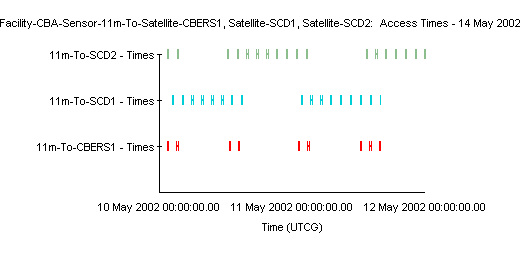 Facility-CBA-Sensor-11m-To-Satellite-CBERS1, Satellite-SCD1, Satellite-SCD2:  Access Times - 14 May 2002
11m-To-SCD2 - Times
11m-To-SCD1 - Times
11m-To-CBERS1 - Times
10 May 2002 00:00:00.00 11 May 2002 00:00:00.00 12 May 2002 00:00:00.00
Time (UTCG)